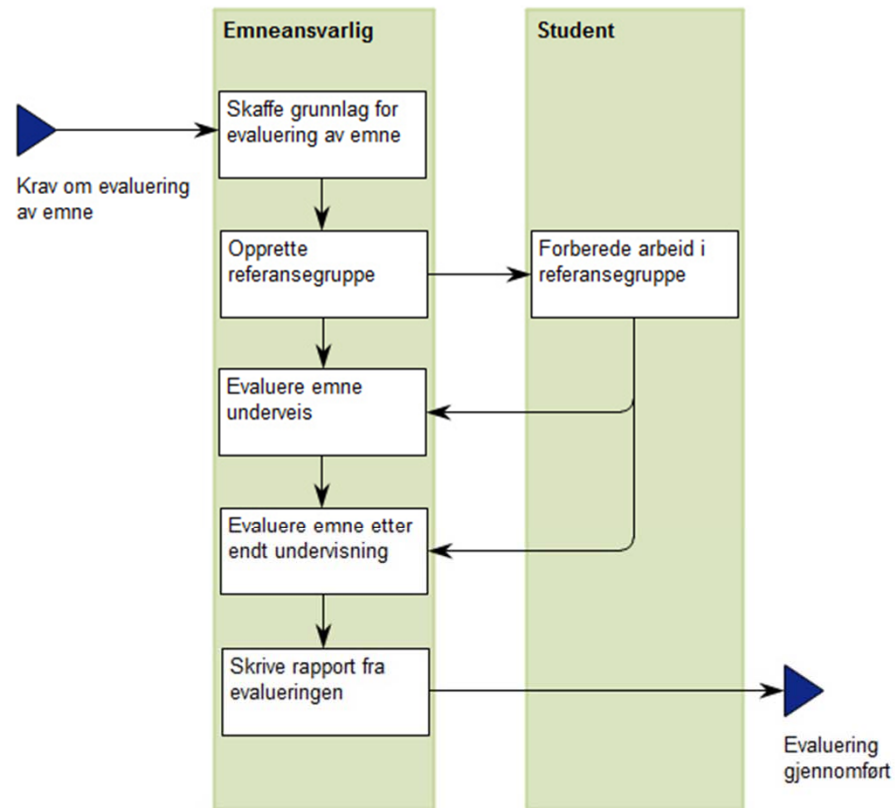 Emneansvarlig
Student
Skaffe grunnlag for
evaluering av emne
Krav om evaluering
av emne
Opprette
referansegruppe
Forberede arbeid i
referansegruppe
Evaluere emne
underveis
Evaluere emne etter
endt undervisning
Skrive rapport fra
evalueringen
Evaluering
gjennomført